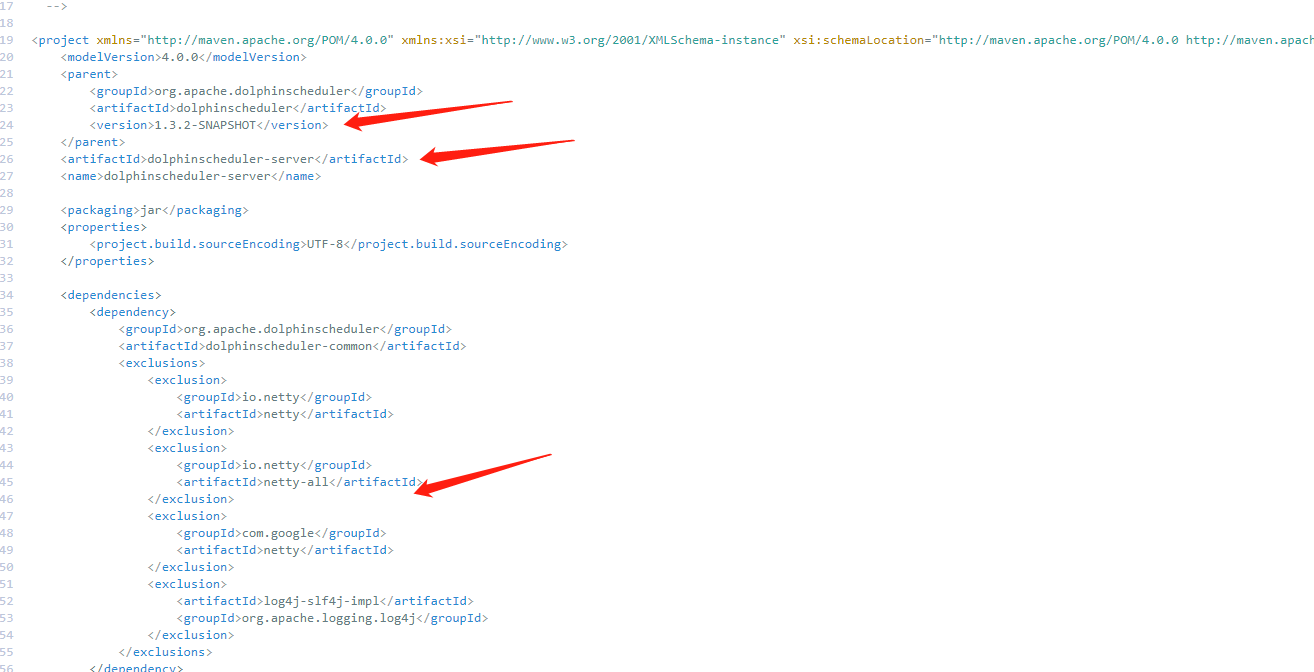 17 -->
18
19 <project xmlns="http://maven.apache.org/POM/4.0.0" xmlns:xsi="http://www.w3.org/2001/XMLSchema-instance" xsi:schemaLocation="http://maven.apache.org/POM/4.0.0 http://maven.apach
20 <modelVersion>4.0.0</modelVersion>
21 <parent>
22 <groupId>org.apache.dolphinscheduler</groupId>
23 <artifactId>dolphinscheduler</artifactId>
24 <version>1.3.2-SNAPSHOT</version>
25 </parent>
26 <artifactId>dolphinscheduler-server</artifactId>
27 <name>dolphinscheduler-server</name>
28
29 <packaging>jar</packaging>
30 <properties>
31 <project.build.sourceEncoding>UTF-8</project.build.sourceEncoding>
32 </properties>
33
34 <dependencies>
35 <dependency>
36 <groupId>org.apache.dolphinscheduler</groupId>
37 <artifactId>dolphinscheduler-common</artifactId>
38 <exclusions>
39 <exclusion>
40 <groupId>io.netty</groupId>
41 <artifactId>netty</artifactId>
42 </exclusion>
43 <exclusion>
44 <groupId>io.netty</groupId>
45 <artifactId>netty-all</artifactId>
46 </exclusion>
47 <exclusion>
48 <groupId>com.google</groupId>
49 <artifactId>netty</artifactId>
50 </exclusion>
51 <exclusion>
52 <artifactId>log4j-slf4j-impl</artifactId>
53 <groupId>org.apache.logging.log4j</groupId>
54 </exclusion>
55 </exclusions>
56 </dependency>